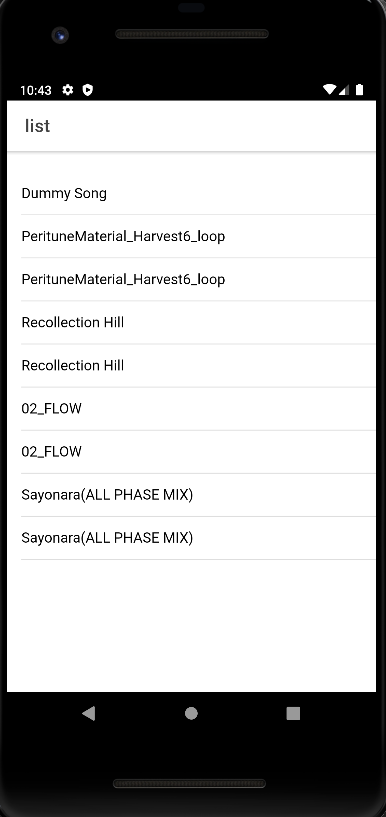 10:43
list
Dummy Song
PerituneMaterial_Harvest6_loop
PerituneMaterial_Harvest6_loop
Recollection Hill
Recollection Hill
02_FLOW
02_FLOW
Sayonara(ALL PHASE MIX)
Sayonara(ALL PHASE MIX)